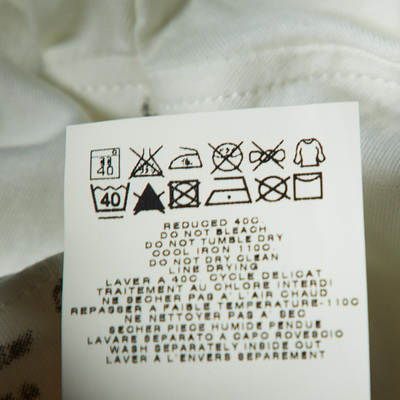 40
40
REDUCED 40C.
DO NOT BLEACH
DO NOT TUMBLE DRY
COOL IRON 110C
DO NOT DRY CLEAN
LINE DRYING
LAVER A 40C CYCLE DELICAT
TRAITEMENT AU CHLORE INTERDI
NE SECHER PAS A L'AIR CHAUD
REPASSER A FAIBLE TEMPERATURE-110C
NE NETTOYER PAS A' SEC
SECHER PIECE HUMIDE PENDUE
LAVARE SEPARATO A CAPO ROVESCIO
WASH SEPARATELY INSIDE OUT
LAVER A L'ENVERS SEPAREMENT